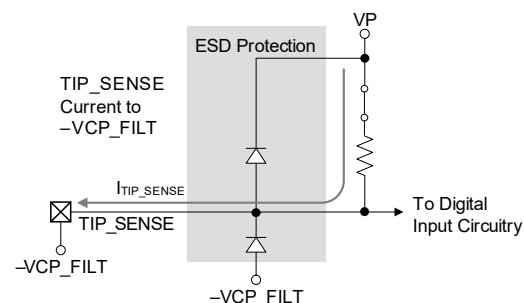 VP
ESD Protection
TIP_SENSE
Current to
–VCP_FILT
ITIP_SENSE
TIP_SENSE
To Digital
Input Circuitry
–VCP_FILT
–VCP_FILT